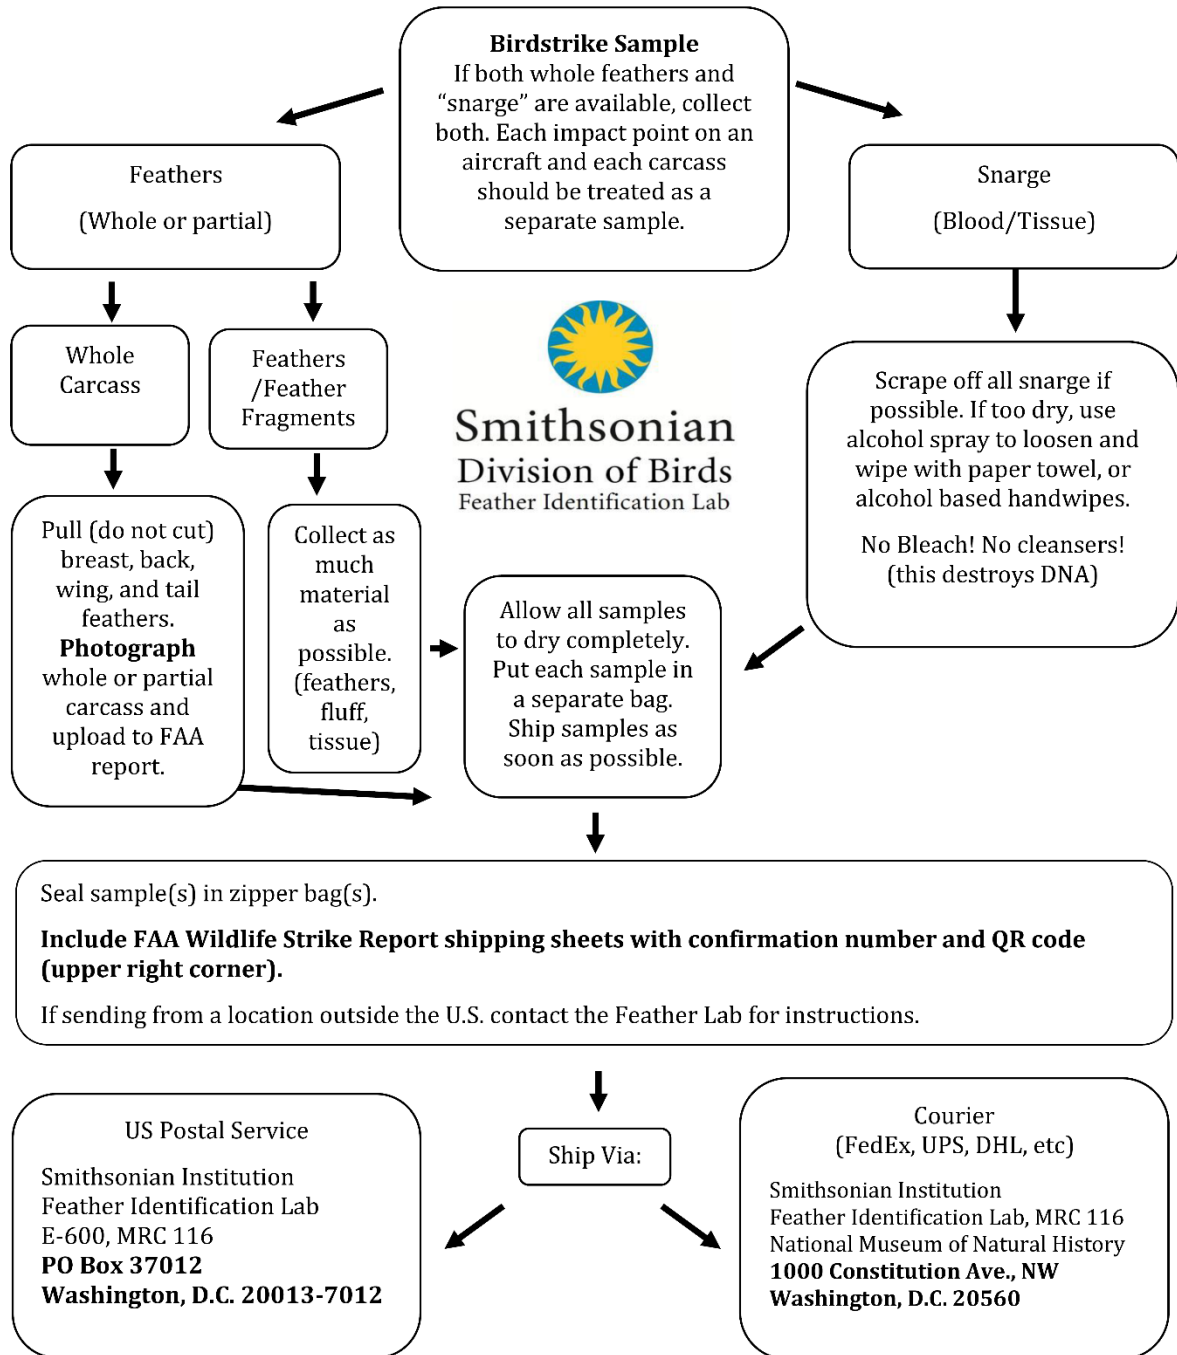 Birdstrike Sample
If both whole feathers and
“snarge” are available, collect
both. Each impact point on an
aircraft and each carcass
should be treated as a
separate sample.
Feathers
(Whole or partial)
Snarge
(Blood/Tissue)
Whole
Carcass
Feathers
/Feather
Fragments
Smithsonian
Division of Birds
Feather Identification Lab
Scrape off all snarge if
possible. If too dry, use
alcohol spray to loosen and
wipe with paper towel, or
alcohol based handwipes.
No Bleach! No cleansers!
(this destroys DNA)
Pull (do not cut)
breast, back,
wing, and tail
feathers.
Photograph
whole or partial
carcass and
upload to FAA
report.
Collect as
much
material
as
possible.
(feathers,
fluff,
tissue)
Allow all samples
to dry completely.
Put each sample in
a separate bag.
Ship samples as
soon as possible.
Seal sample(s) in zipper bag(s).
Include FAA Wildlife Strike Report shipping sheets with confirmation number and QR code
(upper right corner).
If sending from a location outside the U.S. contact the Feather Lab for instructions.
Ship Via:
US Postal Service
Smithsonian Institution
Feather Identification Lab
E-600, MRC 116
PO Box 37012
Washington, D.C. 20013-7012
Courier
(FedEx, UPS, DHL, etc)
Smithsonian Institution
Feather Identification Lab, MRC 116
National Museum of Natural History
1000 Constitution Ave., NW
Washington, D.C. 20560